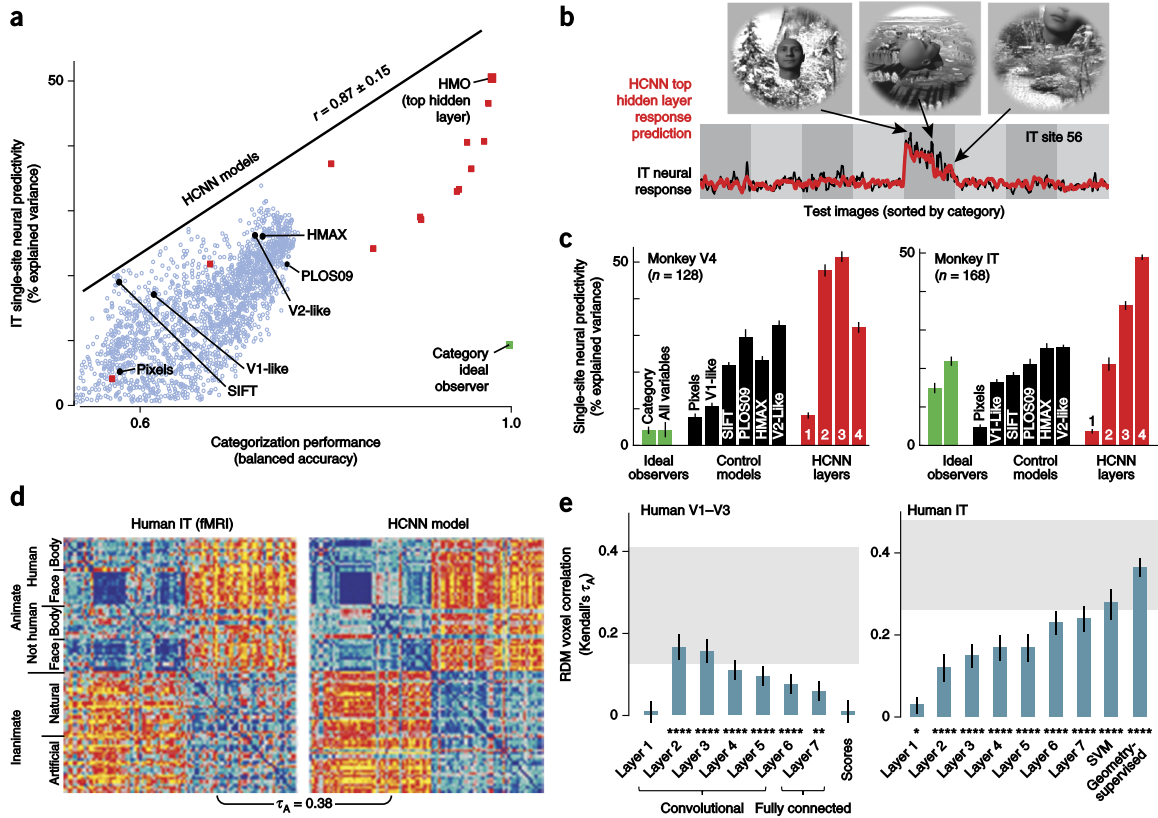 a
IT single-site neural predictivity
(% explained variance)
50
0
0.6
1.0
Categorization performance
(balanced accuracy)
r = 0.87 ± 0.15
HCNN models
HMO
(top hidden
layer)
HMAX
PLOS09
V2-like
V1-like
SIFT
Pixels
Category
ideal
observer
b
HCNN top
hidden layer
response
prediction
IT neural
response
IT site 56
Test images (sorted by category)
c
Single-site neural predictivity
(% explained variance)
50
0
Monkey V4
(n = 128)
Category
All variables
Pixels
V1-like
SIFT
PLOS09
HMAX
V2-Like
1
2
3
4
Ideal
observers
Control
models
HCNN
layers
50
0
Monkey IT
(n = 168)
Pixels
V1-Like
SIFT
PLOS09
HMAX
V2-like
1
2
3
4
Ideal
observers
Control
models
HCNN
layers
d
Human IT (fMRI)
HCNN model
Animate
Human
Body
Face
Not human
Body
Face
Inanimate
Natural
Artificial
τA = 0.38
e
RDM voxel correlation
(Kendall's τA)
Human V1–V3
0.4
0.2
0
* * * * * * * * * * * * * * * * * * * * * *
Layer 1
Layer 2
Layer 3
Layer 4
Layer 5
Layer 6
Layer 7
Scores
Convolutional
Fully connected
Human IT
0.4
0.2
0
Layer 1
Layer 2
Layer 3
Layer 4
Layer 5
Layer 6
Layer 7
SVM
Geometry-
supervised